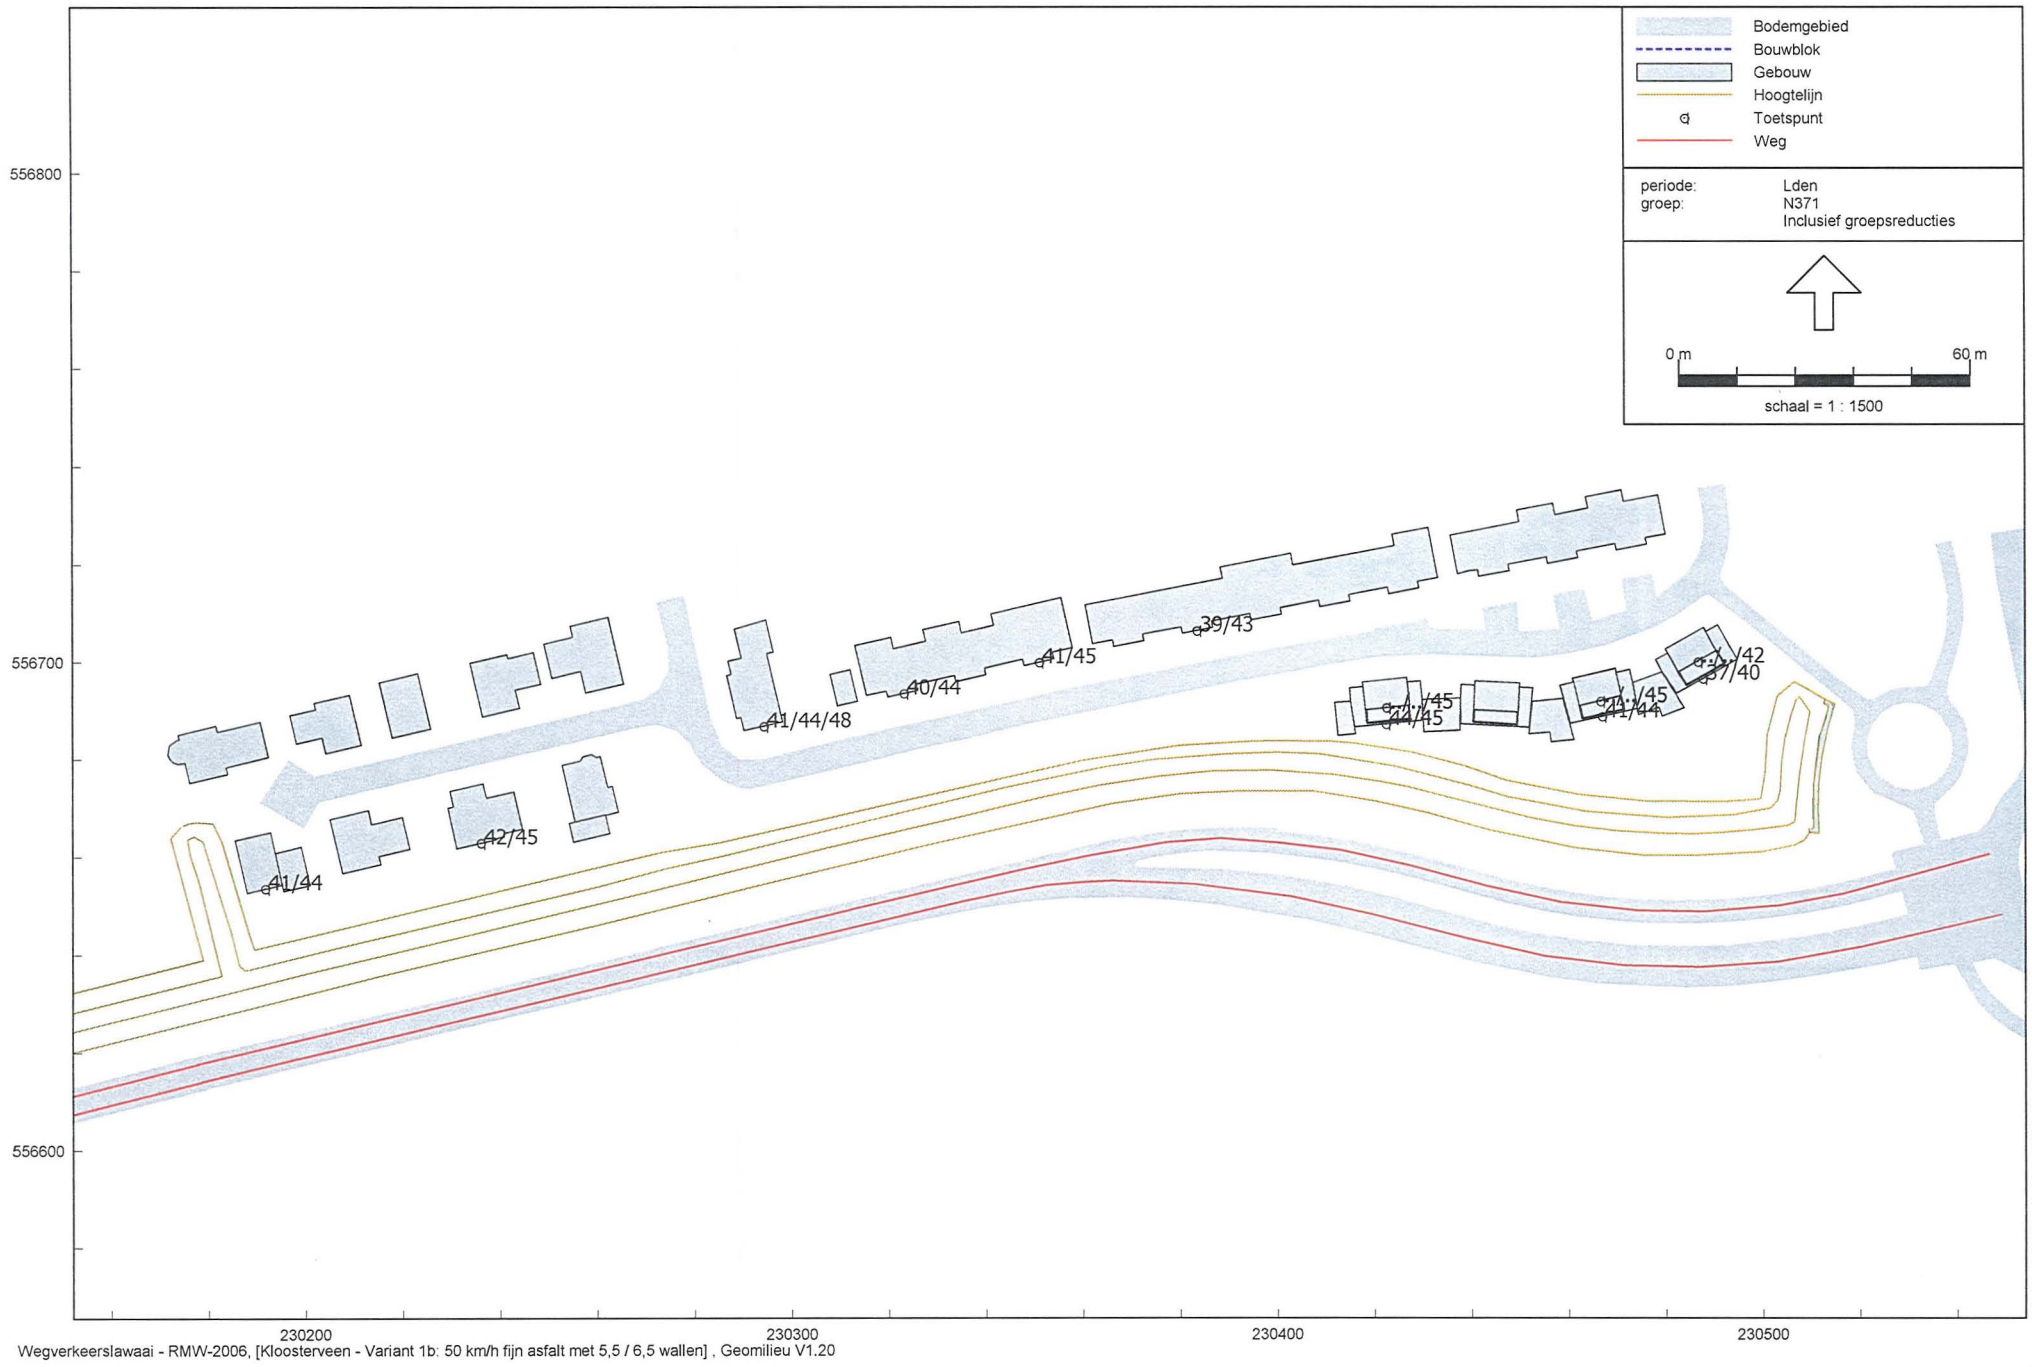 Bodemgebied
Bouwblok
Gebouw
Hoogtelijn
Toetspunt
Weg
periode: Lden
groep: N371
Inclusief groepsreducties
0 m 60 m
schaal = 1 : 1500
556800
556700
556600
39/43
41/45
40/44
41/44/48
../../45
44/45
../../45
41/44
../../42
37/40
42/45
41/44
230200 230300 230400 230500
Wegverkeerslawaai - RMW-2006, [Kloosterveen - Variant 1b: 50 km/h fijn asfalt met 5,5 / 6,5 wallen] , Geomilieu V1.20